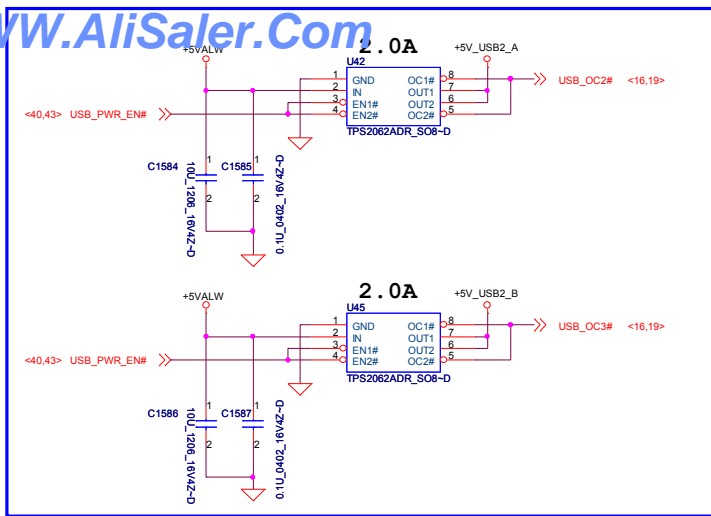 WW.AliSaler.Com
+5VALW
2.0A
U42
+5V_USB2_A
1 GND OC1# 8
2 IN OUT1 7
3 EN1# OUT2 6
4 EN2# OC2# 5
TPS2062ADR_SO8~D
USB_OC2# <16,19>
<40,43> USB_PWR_EN#
C1584
1
2
10U_1206_16V4Z~D
C1585
1
2
0.1U_0402_16V4Z~D
+5VALW
2.0A
U45
+5V_USB2_B
1 GND OC1# 8
2 IN OUT1 7
3 EN1# OUT2 6
4 EN2# OC2# 5
TPS2062ADR_SO8~D
USB_OC3# <16,19>
<40,43> USB_PWR_EN#
C1586
1
2
10U_1206_16V4Z~D
C1587
1
2
0.1U_0402_16V4Z~D